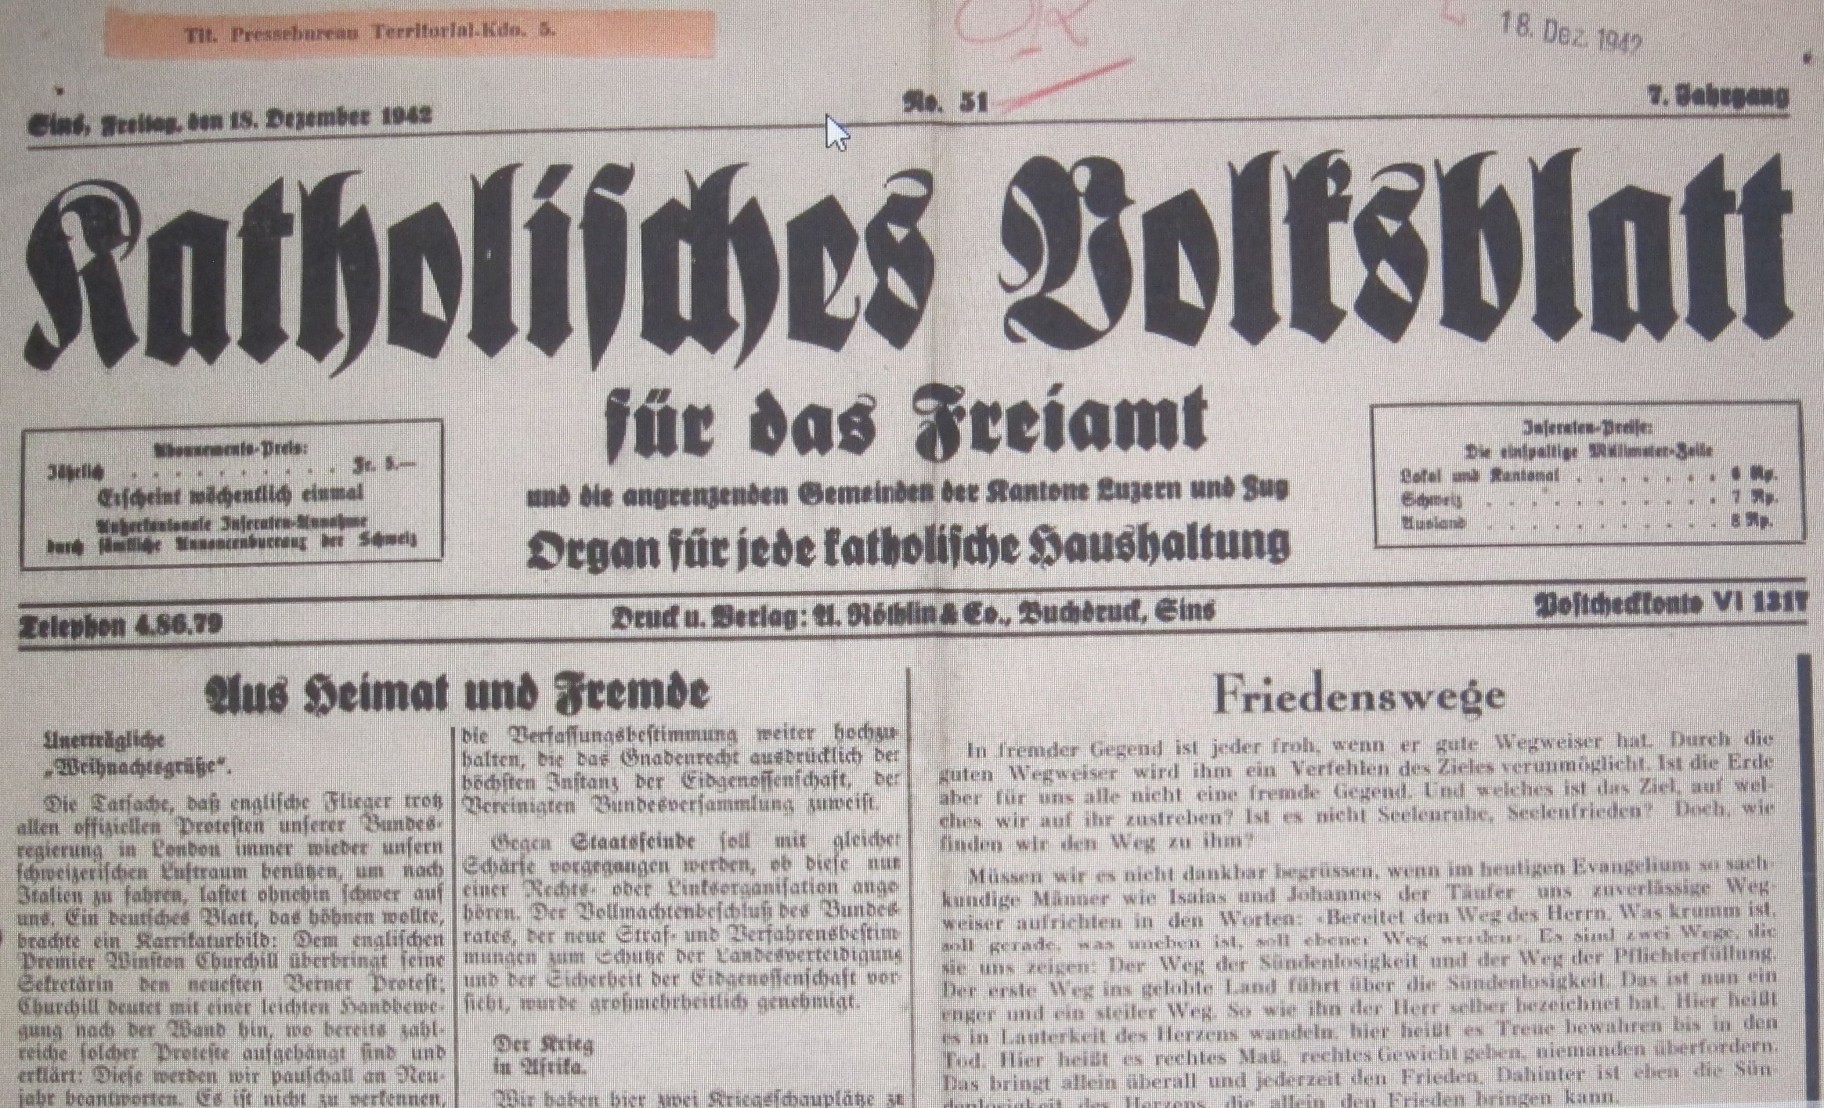 Tit. Pressebureau Territorial-Kdo. 5.
18. Dez. 1942
Sins, Freitag, den 18. Dezember 1942
No. 51
7. Jahrgang
Katholisches Volksblatt
für das Freiamt
und die angrenzenden Gemeinden der Kantone Luzern und Zug
Organ für jede katholische Haushaltung
Abonnements-Preis:
Jährlich . . . . . . . . . . Fr. 5.—
Erscheint wöchentlich einmal
Außerkantonale Inseraten-Annahme
durch sämtliche Annoncenbureaux der Schweiz
Inseraten-Preise:
Die einspaltige Millimeter-Zeile
Lokal und Kantonal . . . . . . . 6 Rp.
Schweiz . . . . . . . . . . . 7 Rp.
Ausland . . . . . . . . . . . 8 Rp.
Telephon 4.86.79
Druck u. Verlag: A. Röthlin & Co., Buchdruck, Sins
Postcheckkonto VI 1317
Aus Heimat und Fremde
Unerträgliche
„Weihnachtsgrüße“.
Die Tatsache, daß englische Flieger trotz
allen offiziellen Protesten unserer Bundes-
regierung in London immer wieder unsern
schweizerischen Luftraum benützen, um nach
Italien zu fahren, lastet ohnehin schwer auf
uns. Ein deutsches Blatt, das höhnen wollte,
brachte ein Karrikaturbild: Dem englischen
Premier Winston Churchill überbringt seine
Sekretärin den neuesten Berner Protest;
Churchill deutet mit einer leichten Handbewe-
gung nach der Wand hin, wo bereits zahl-
reiche solcher Proteste aufgehängt sind und
erklärt: Diese werden wir pauschall an Neu-
jahr beantworten. Es ist nicht zu verkennen,
die Verfassungsbestimmung weiter hochzu-
halten, die das Gnadenrecht ausdrücklich der
höchsten Instanz der Eidgenossenschaft, der
Vereinigten Bundesversammlung zuweist.
Gegen Staatsfeinde soll mit gleicher
Schärfe vorgegangen werden, ob diese nun
einer Rechts- oder Linksorganisation ange
hören. Der Vollmachtenbeschluß des Bundes-
rates, der neue Straf- und Verfahrensbestim
mungen zum Schutze der Landesverteidigung
und der Sicherheit der Eidgenossenschaft vor-
sieht, wurde großmehrheitlich genehmigt.
Der Krieg
in Afrika.
Wir haben hier zwei Kriegsschauplätze zu
Friedenswege
In fremder Gegend ist jeder froh, wenn er gute Wegweiser hat. Durch die
guten Wegweiser wird ihm ein Verfehlen des Zieles verunmöglicht. Ist die Erde
aber für uns alle nicht eine fremde Gegend. Und welches ist das Ziel, auf wel-
ches wir auf ihr zustreben? Ist es nicht Seelenruhe, Seelenfrieden? Doch, wie
finden wir den Weg zu ihm?
Müssen wir es nicht dankbar begrüssen, wenn im heutigen Evangelium so sach-
kundige Männer wie Isaias und Johannes der Täufer uns zuverlässige Weg-
weiser aufrichten in den Worten: «Bereitet den Weg des Herrn. Was krumm ist,
soll gerade, was uneben ist, soll ebener Weg werden». Es sind zwei Wege, die
sie uns zeigen: Der Weg der Sündenlosigkeit und der Weg der Pflichterfüllung.
Der erste Weg ins gelobte Land führt über die Sündenlosigkeit. Das ist nun ein
enger und ein steiler Weg. So wie ihn der Herr selber bezeichnet hat. Hier heißt
es in Lauterkeit des Herzens wandeln, hier heißt es Treue bewahren bis in den
Tod. Hier heißt es rechtes Maß, rechtes Gewicht geben, niemanden überfordern.
Das bringt allein überall und jederzeit den Frieden. Dahinter ist eben die Sün-
denlosigkeit des Herzens, die allein den Frieden bringen kann.